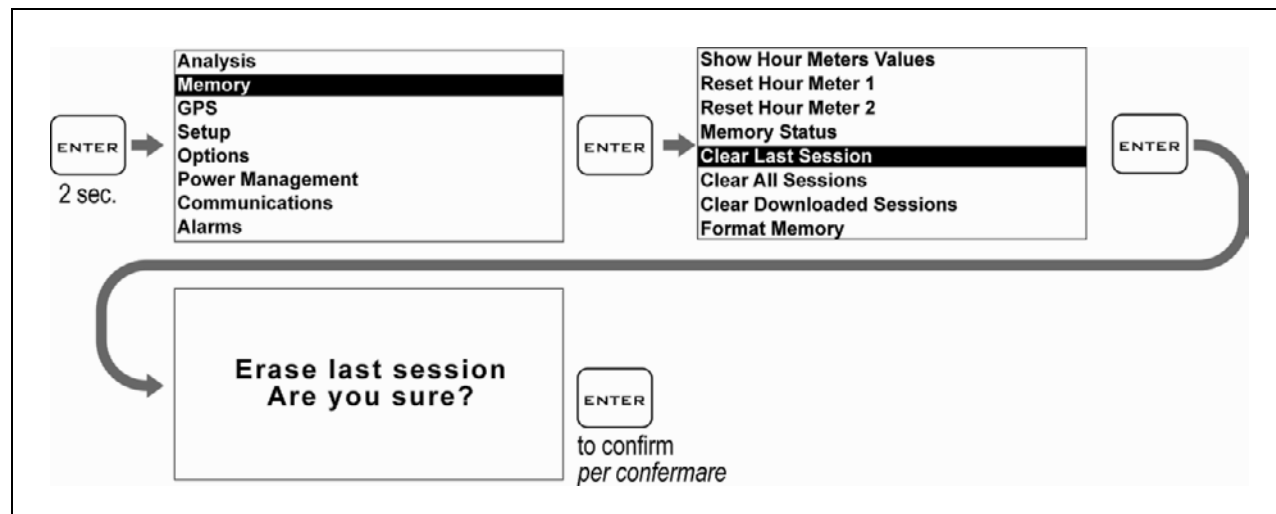 ENTER
2 sec.
Analysis
Memory
GPS
Setup
Options
Power Management
Communications
Alarms
ENTER
Show Hour Meters Values
Reset Hour Meter 1
Reset Hour Meter 2
Memory Status
Clear Last Session
Clear All Sessions
Clear Downloaded Sessions
Format Memory
ENTER
Erase last session
Are you sure?
ENTER
to confirm
per confermare